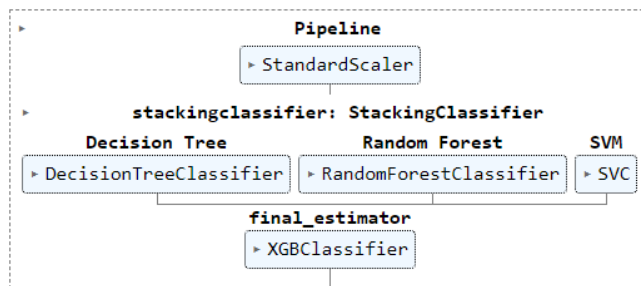 Pipeline
StandardScaler
stackingclassifier: StackingClassifier
Decision Tree Random Forest SVM
DecisionTreeClassifier RandomForestClassifier SVC
final_estimator
XGBClassifier